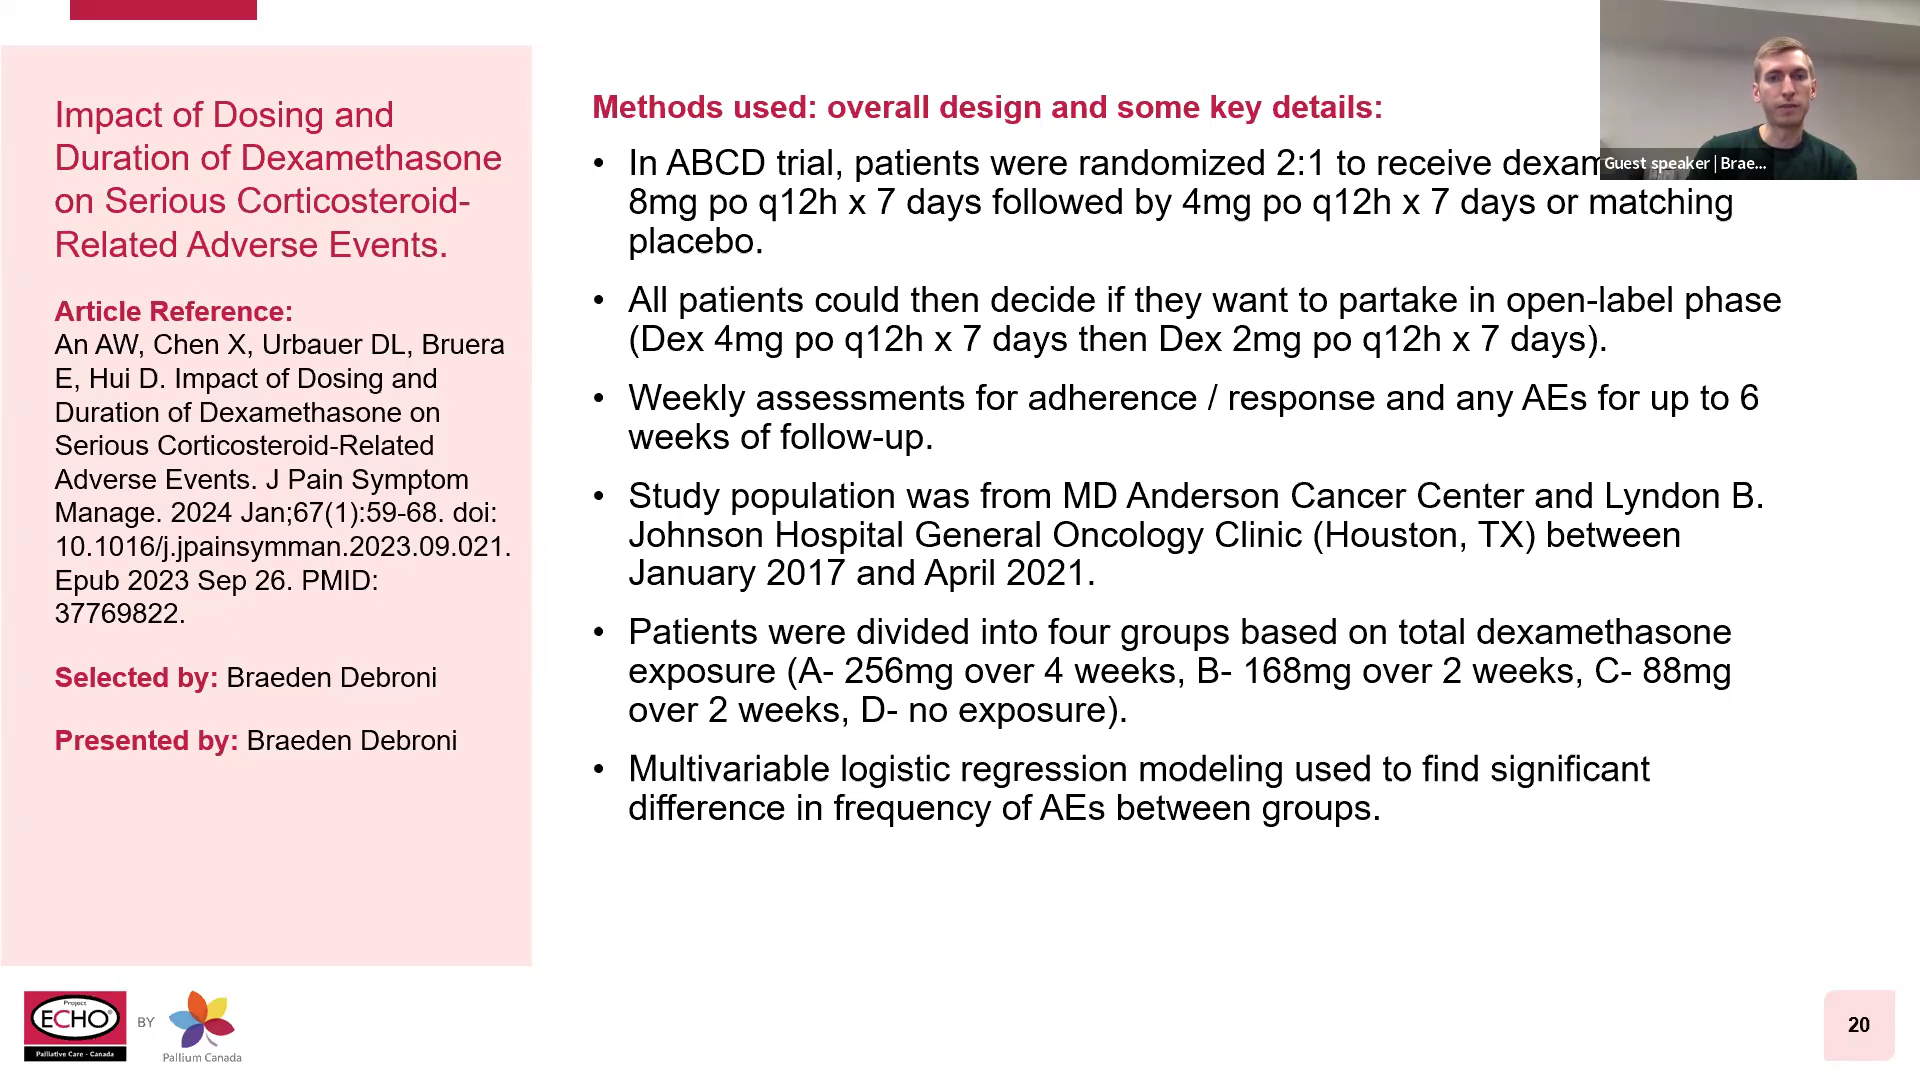 Impact of Dosing and
Duration of Dexamethasone
on Serious Corticosteroid-
Related Adverse Events.
Article Reference:
An AW, Chen X, Urbauer DL, Bruera
E, Hui D. Impact of Dosing and
Duration of Dexamethasone on
Serious Corticosteroid-Related
Adverse Events. J Pain Symptom
Manage. 2024 Jan;67(1):59-68. doi:
10.1016/j.jpainsymman.2023.09.021.
Epub 2023 Sep 26. PMID:
37769822.
Selected by: Braeden Debroni
Presented by: Braeden Debroni
Methods used: overall design and some key details:
• In ABCD trial, patients were randomized 2:1 to receive dexam
8mg po q12h x 7 days followed by 4mg po q12h x 7 days or matching
placebo.
• All patients could then decide if they want to partake in open-label phase
(Dex 4mg po q12h x 7 days then Dex 2mg po q12h x 7 days).
• Weekly assessments for adherence / response and any AEs for up to 6
weeks of follow-up.
• Study population was from MD Anderson Cancer Center and Lyndon B.
Johnson Hospital General Oncology Clinic (Houston, TX) between
January 2017 and April 2021.
• Patients were divided into four groups based on total dexamethasone
exposure (A- 256mg over 4 weeks, B- 168mg over 2 weeks, C- 88mg
over 2 weeks, D- no exposure).
• Multivariable logistic regression modeling used to find significant
difference in frequency of AEs between groups.
Guest speaker | Brae...
Project
ECHO®
Palliative Care - Canada
BY
Pallium Canada
20